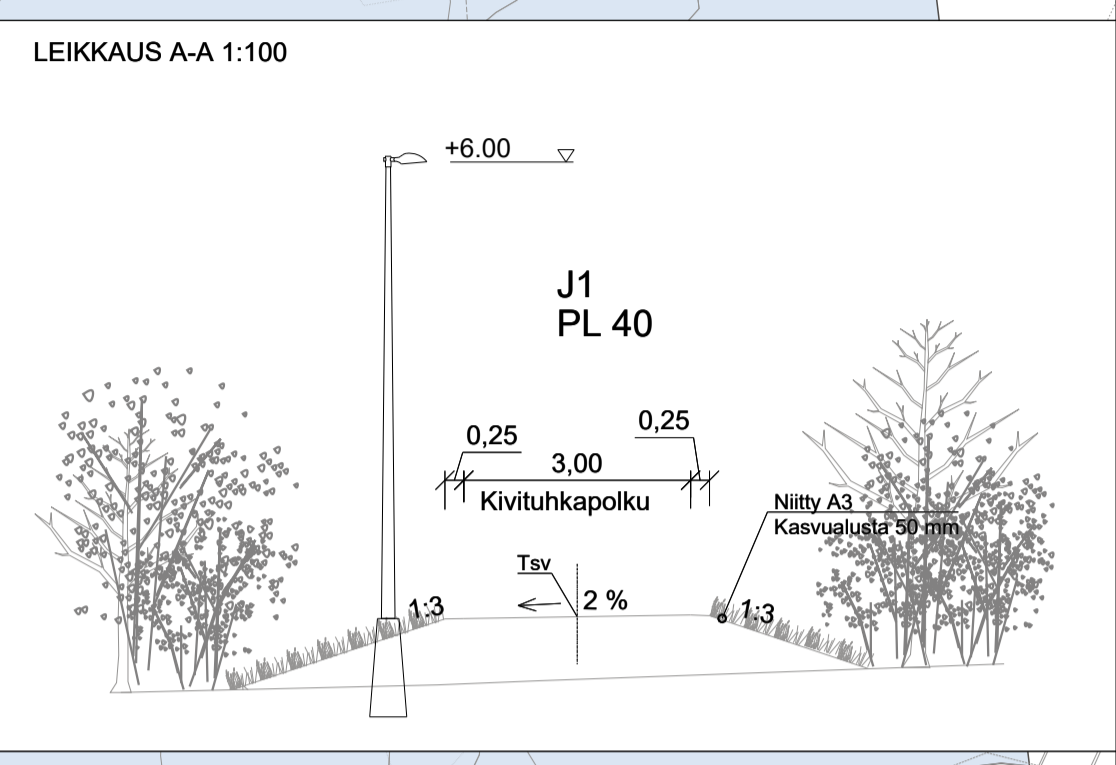 LEIKKAUS A-A 1:100
+6.00
J1
PL 40
0,25
0,25
3,00
Kivituhkapolku
Niitty A3
Kasvualusta 50 mm
Tsv
2 %
1:3
1:3